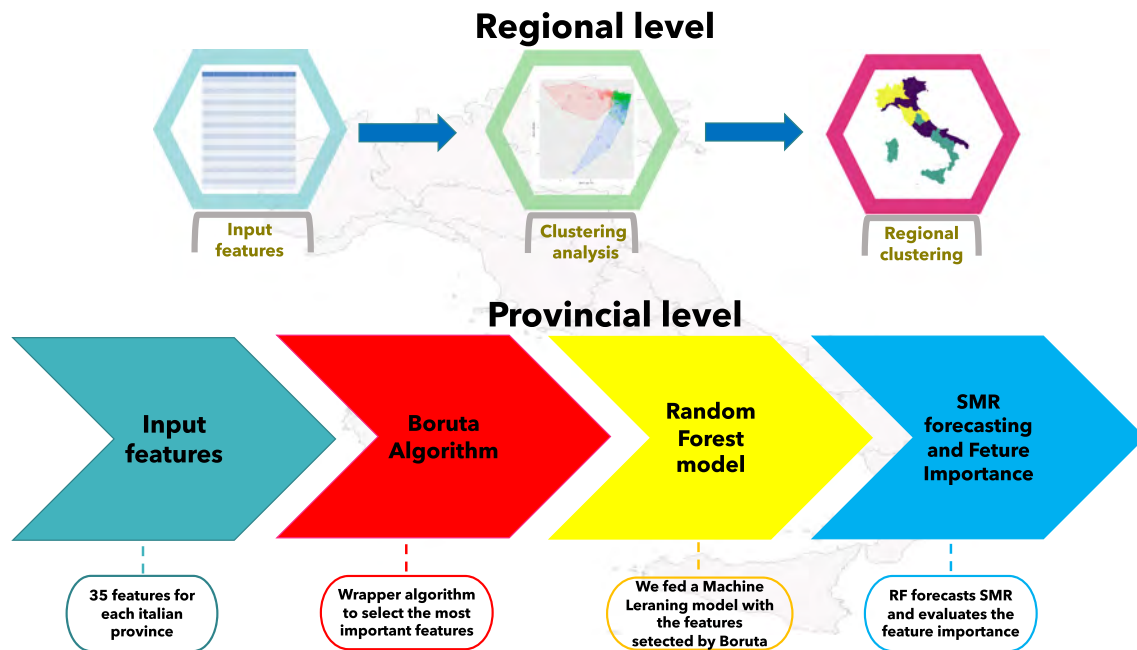 Regional level
Input
features
Clustering
analysis
Regional
clustering
Provincial level
Input
features
Boruta
Algorithm
Random
Forest
model
SMR
forecasting
and Feture
Importance
35 features for
each italian
province
Wrapper algorithm
to select the most
important features
We fed a Machine
Leraning model with
the features
setected by Boruta
RF forecasts SMR
and evaluates the
feature importance